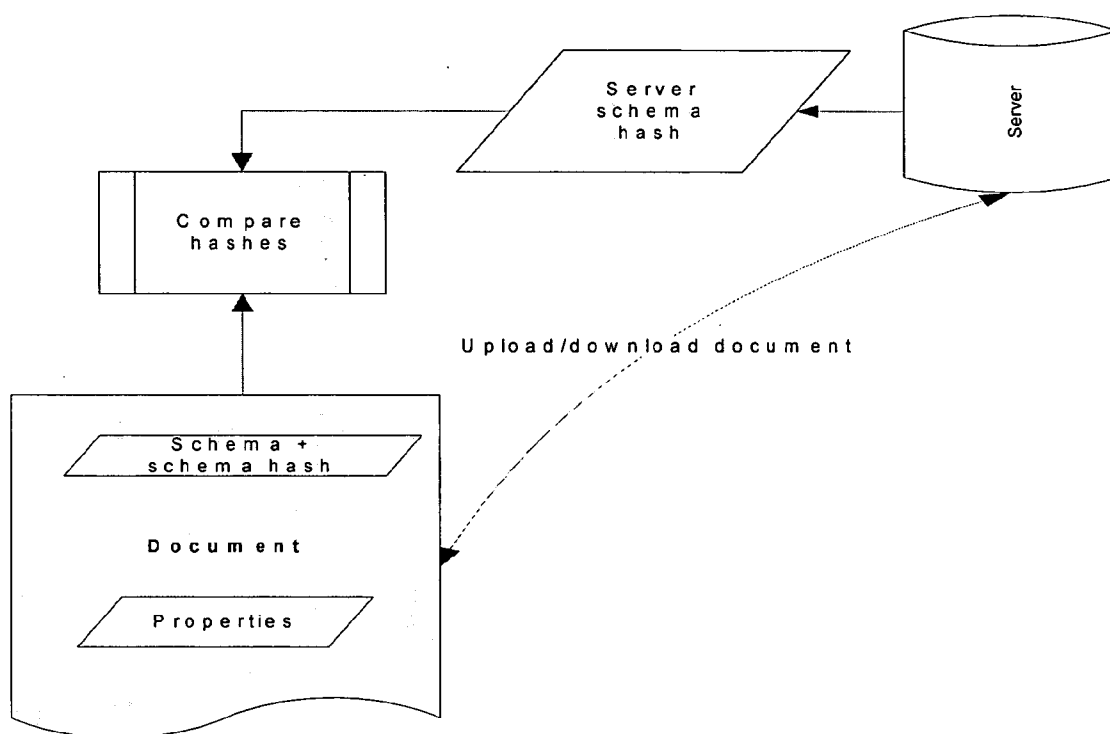 Server
schema
hash
Server
Compare
hashes
Upload/download document
Schema +
schema hash
Document
Properties